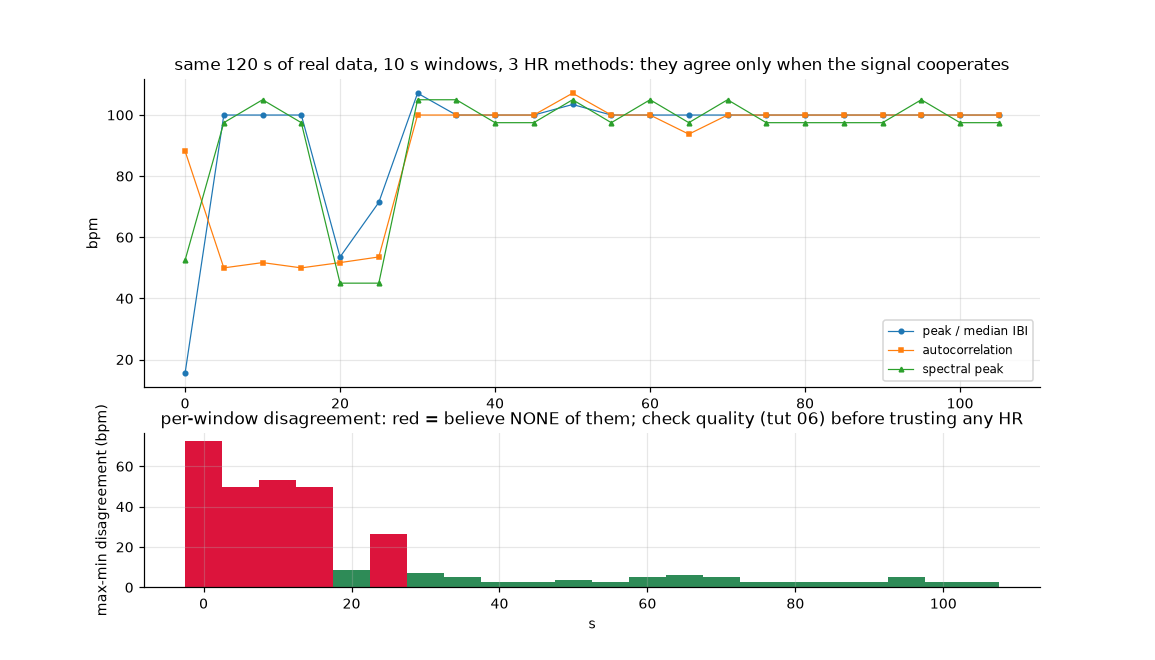 same 120 s of real data, 10 s windows, 3 HR methods: they agree only when the signal cooperates
bpm
100
80
60
40
20
0
20
40
60
80
100
peak / median IBI
autocorrelation
spectral peak
per-window disagreement: red = believe NONE of them; check quality (tut 06) before trusting any HR
max-min disagreement (bpm)
60
40
20
0
0
20
40
60
80
100
s